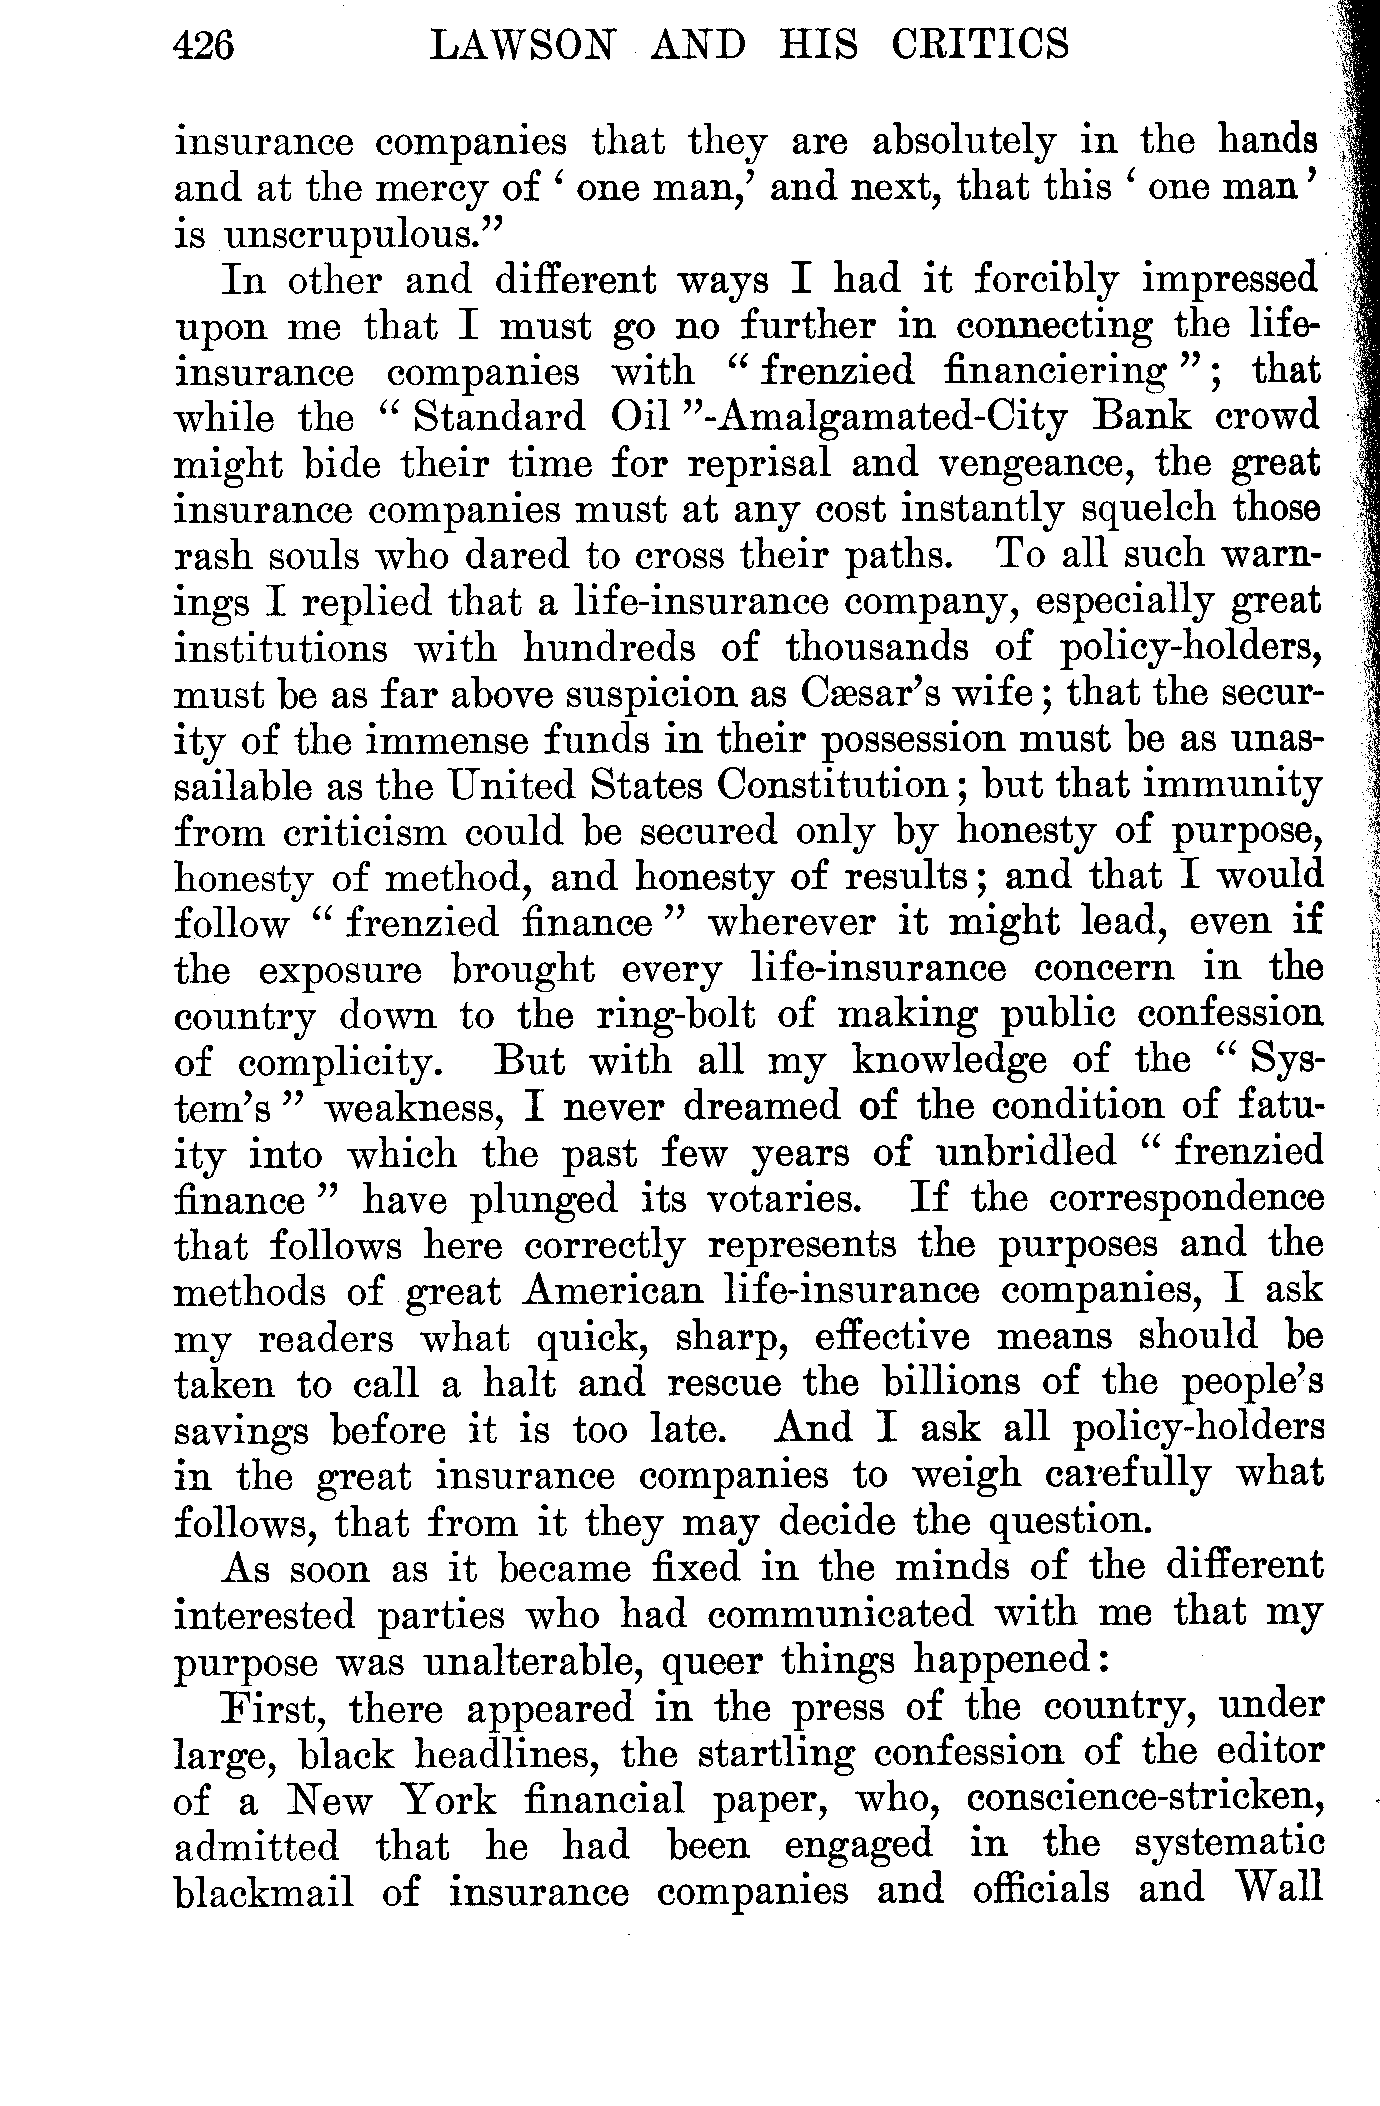 426 LAWSON AND HIS CRITICS
insurance companies that they are absolutely in the hands
and at the mercy of ‘ one man,’ and next, that this ‘ one man ’
is unscrupulous.”
In other and different ways I had it forcibly impressed
upon me that I must go no further in connecting the life-
insurance companies with “ frenzied financiering ” ; that
while the “ Standard Oil ”-Amalgamated-City Bank crowd
might bide their time for reprisal and vengeance, the great
insurance companies must at any cost instantly squelch those
rash souls who dared to cross their paths. To all such warn-
ings I replied that a life-insurance company, especially great
institutions with hundreds of thousands of policy-holders,
must be as far above suspicion as Cæsar’s wife ; that the secur-
ity of the immense funds in their possession must be as unas-
sailable as the United States Constitution ; but that immunity
from criticism could be secured only by honesty of purpose,
honesty of method, and honesty of results ; and that I would
follow “ frenzied finance ” wherever it might lead, even if
the exposure brought every life-insurance concern in the
country down to the ring-bolt of making public confession
of complicity. But with all my knowledge of the “ Sys-
tem’s ” weakness, I never dreamed of the condition of fatu-
ity into which the past few years of unbridled “ frenzied
finance ” have plunged its votaries. If the correspondence
that follows here correctly represents the purposes and the
methods of great American life-insurance companies, I ask
my readers what quick, sharp, effective means should be
taken to call a halt and rescue the billions of the people’s
savings before it is too late. And I ask all policy-holders
in the great insurance companies to weigh carefully what
follows, that from it they may decide the question.
As soon as it became fixed in the minds of the different
interested parties who had communicated with me that my
purpose was unalterable, queer things happened :
First, there appeared in the press of the country, under
large, black headlines, the startling confession of the editor
of a New York financial paper, who, conscience-stricken,
admitted that he had been engaged in the systematic
blackmail of insurance companies and officials and Wall